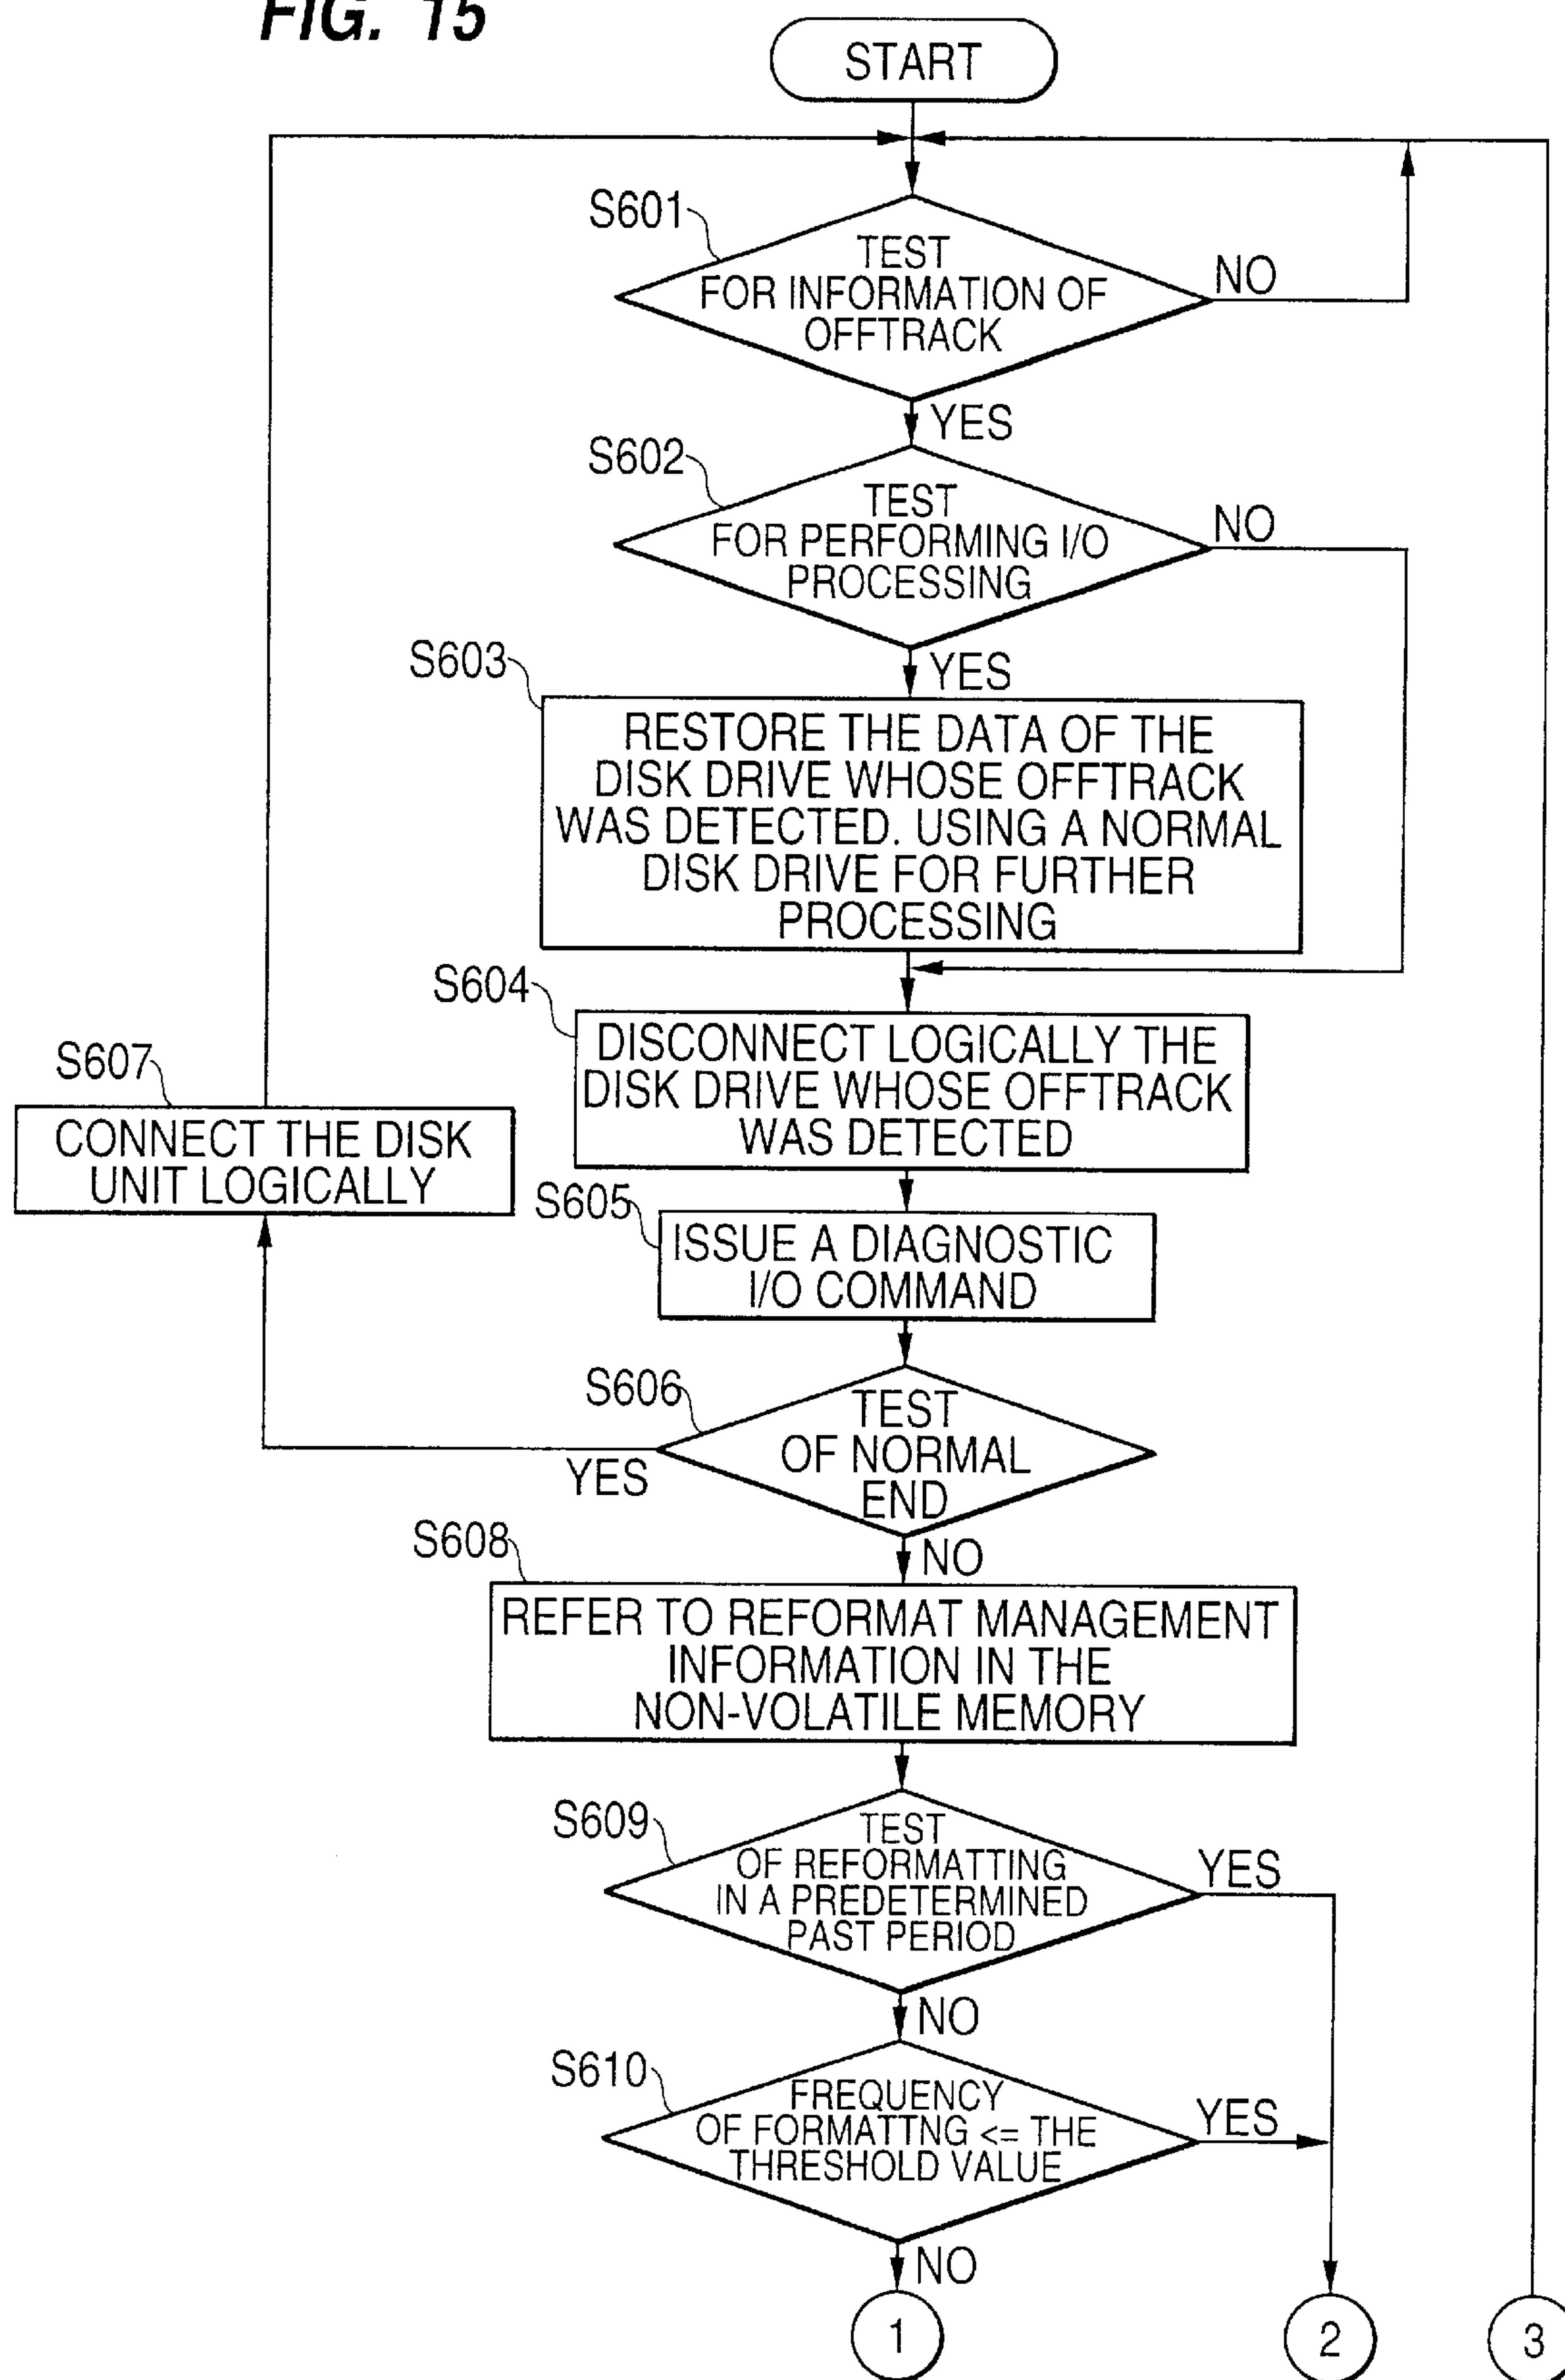 FIG. 15
START
S601
TEST
FOR INFORMATION OF
OFFTRACK
NO
YES
S602
TEST
FOR PERFORMING I/O
PROCESSING
NO
YES
S603
RESTORE THE DATA OF THE
DISK DRIVE WHOSE OFFTRACK
WAS DETECTED. USING A NORMAL
DISK DRIVE FOR FURTHER
PROCESSING
S604
DISCONNECT LOGICALLY THE
DISK DRIVE WHOSE OFFTRACK
WAS DETECTED
S607
CONNECT THE DISK
UNIT LOGICALLY
S605
ISSUE A DIAGNOSTIC
I/O COMMAND
S606
TEST
OF NORMAL
END
YES
NO
S608
REFER TO REFORMAT MANAGEMENT
INFORMATION IN THE
NON-VOLATILE MEMORY
S609
TEST
OF REFORMATTING
IN A PREDETERMINED
PAST PERIOD
YES
NO
S610
FREQUENCY
OF FORMATTNG <= THE
THRESHOLD VALUE
YES
NO
1
2
3